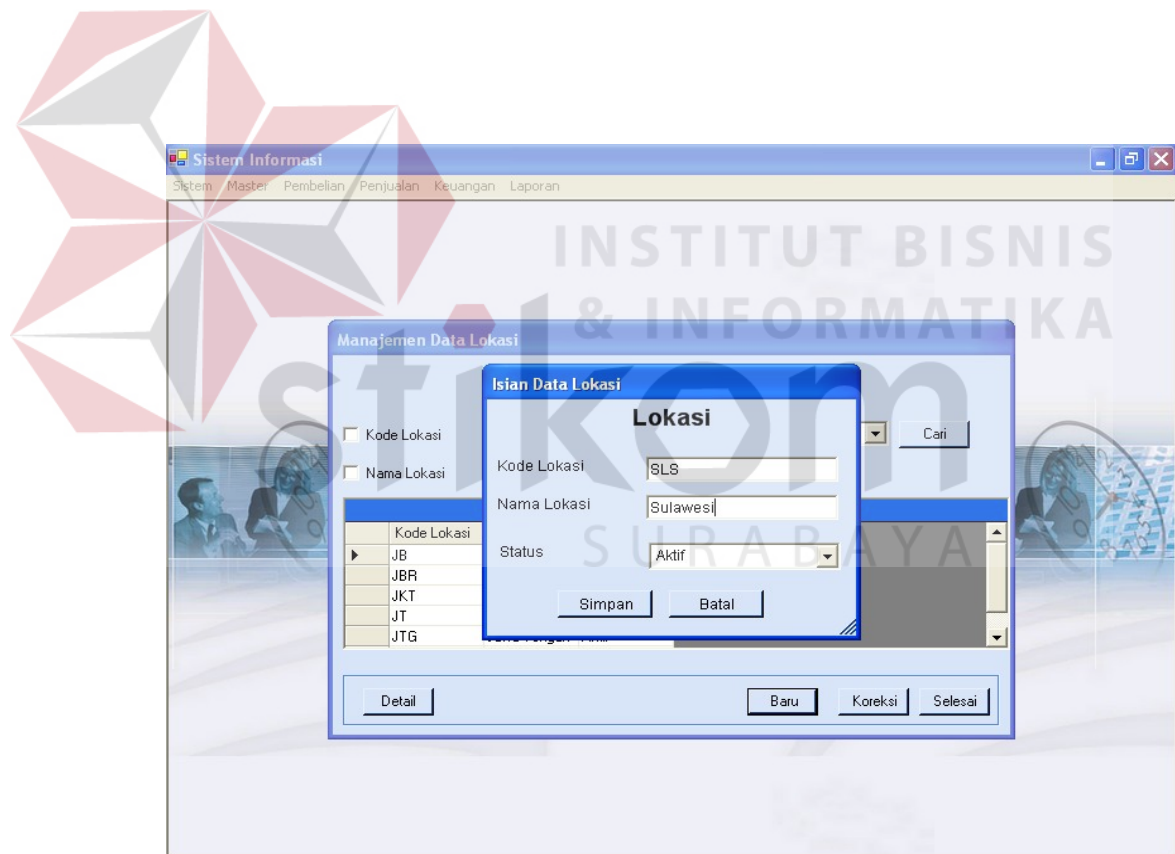 Sistem Informasi
Sistem Master Pembelian Penjualan Keuangan Laporan
INSTITUT BISNIS
& INFORMATIKA
stikom
SURABAYA
Manajemen Data Lokasi
Kode Lokasi
Cari
Nama Lokasi
Kode Lokasi
JB
JBR
JKT
JT
JTG
Isian Data Lokasi
Lokasi
Kode Lokasi SLS
Nama Lokasi Sulawesi
Status Aktif
Simpan Batal
Detail Baru Koreksi Selesai